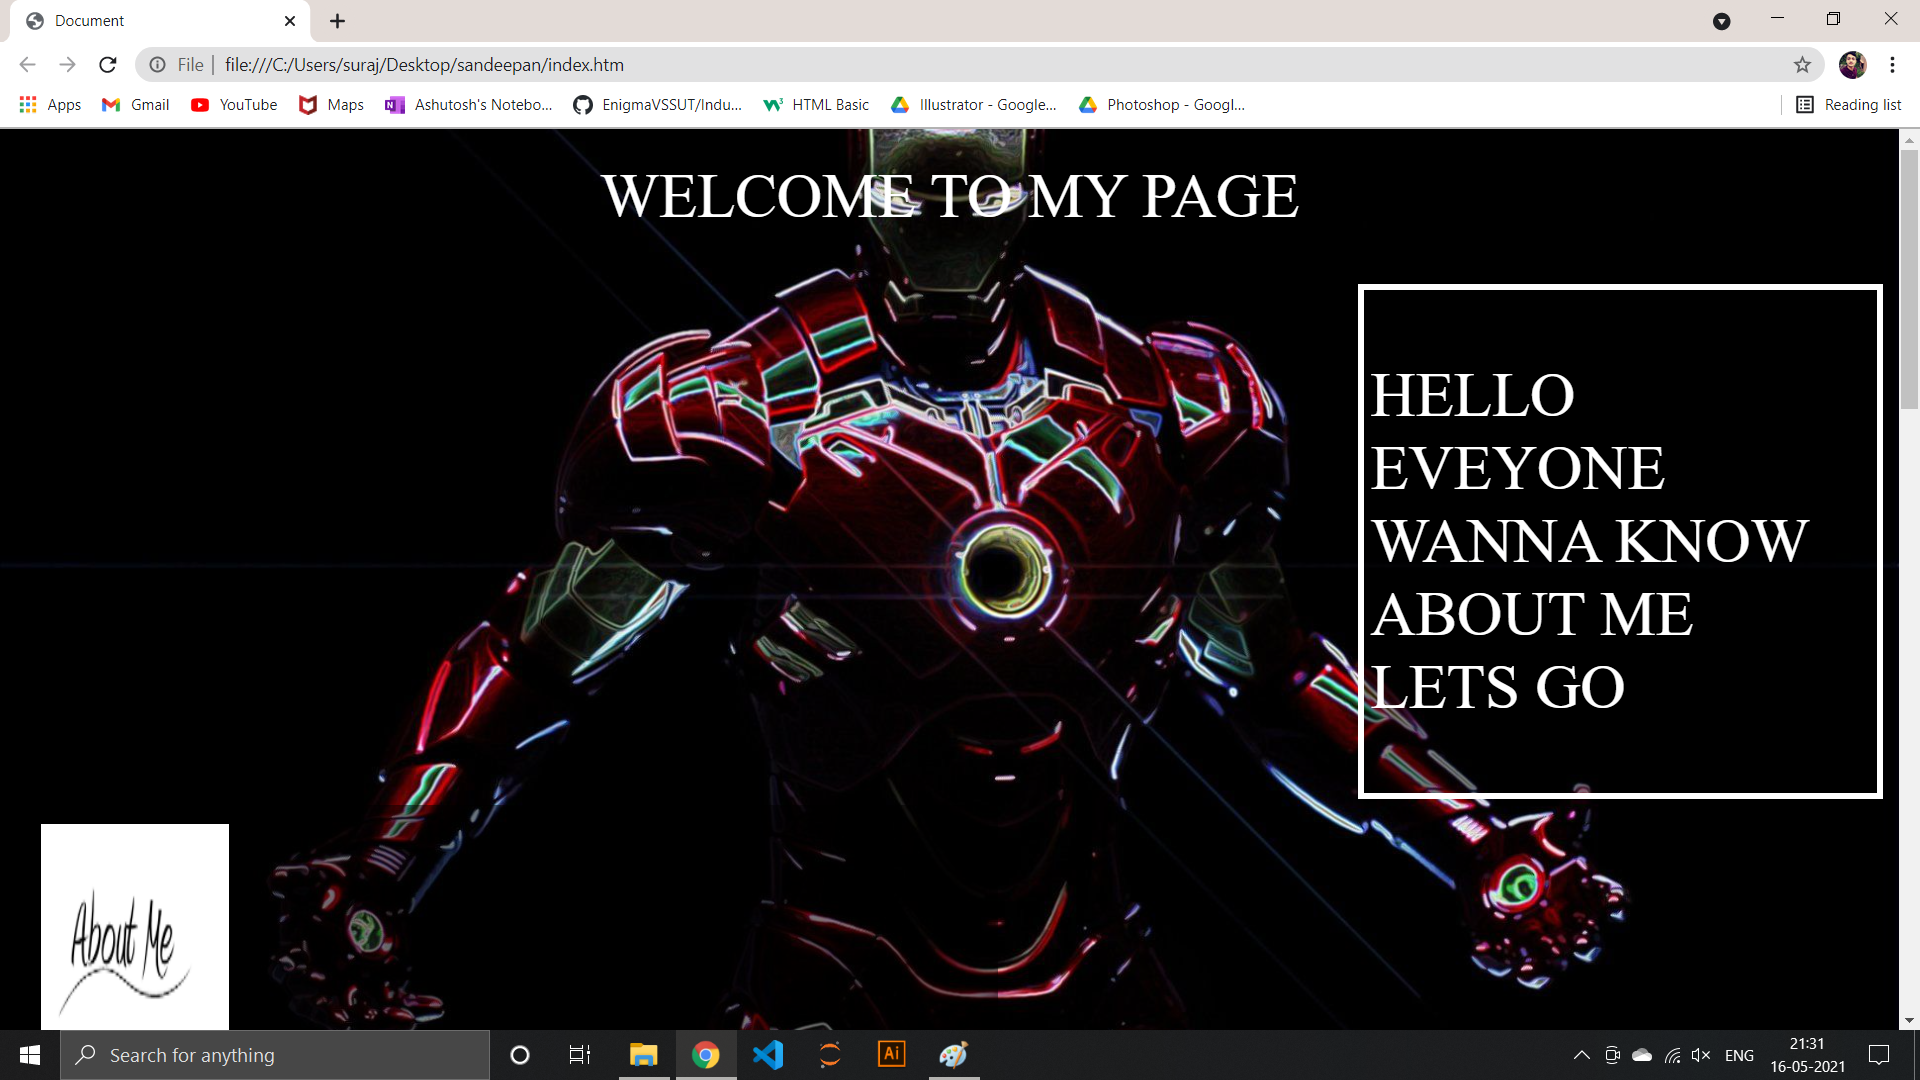 Document
File
file:///C:/Users/suraj/Desktop/sandeepan/index.htm
Apps
Gmail
YouTube
Maps
Ashutosh's Notebo...
EnigmaVSSUT/Indu...
HTML Basic
Illustrator - Google...
Photoshop - Googl...
Reading list
WELCOME TO MY PAGE
HELLO
EVEYONE
WANNA KNOW
ABOUT ME
LETS GO
About Me
Search for anything
Ai
ENG
21:31
16-05-2021